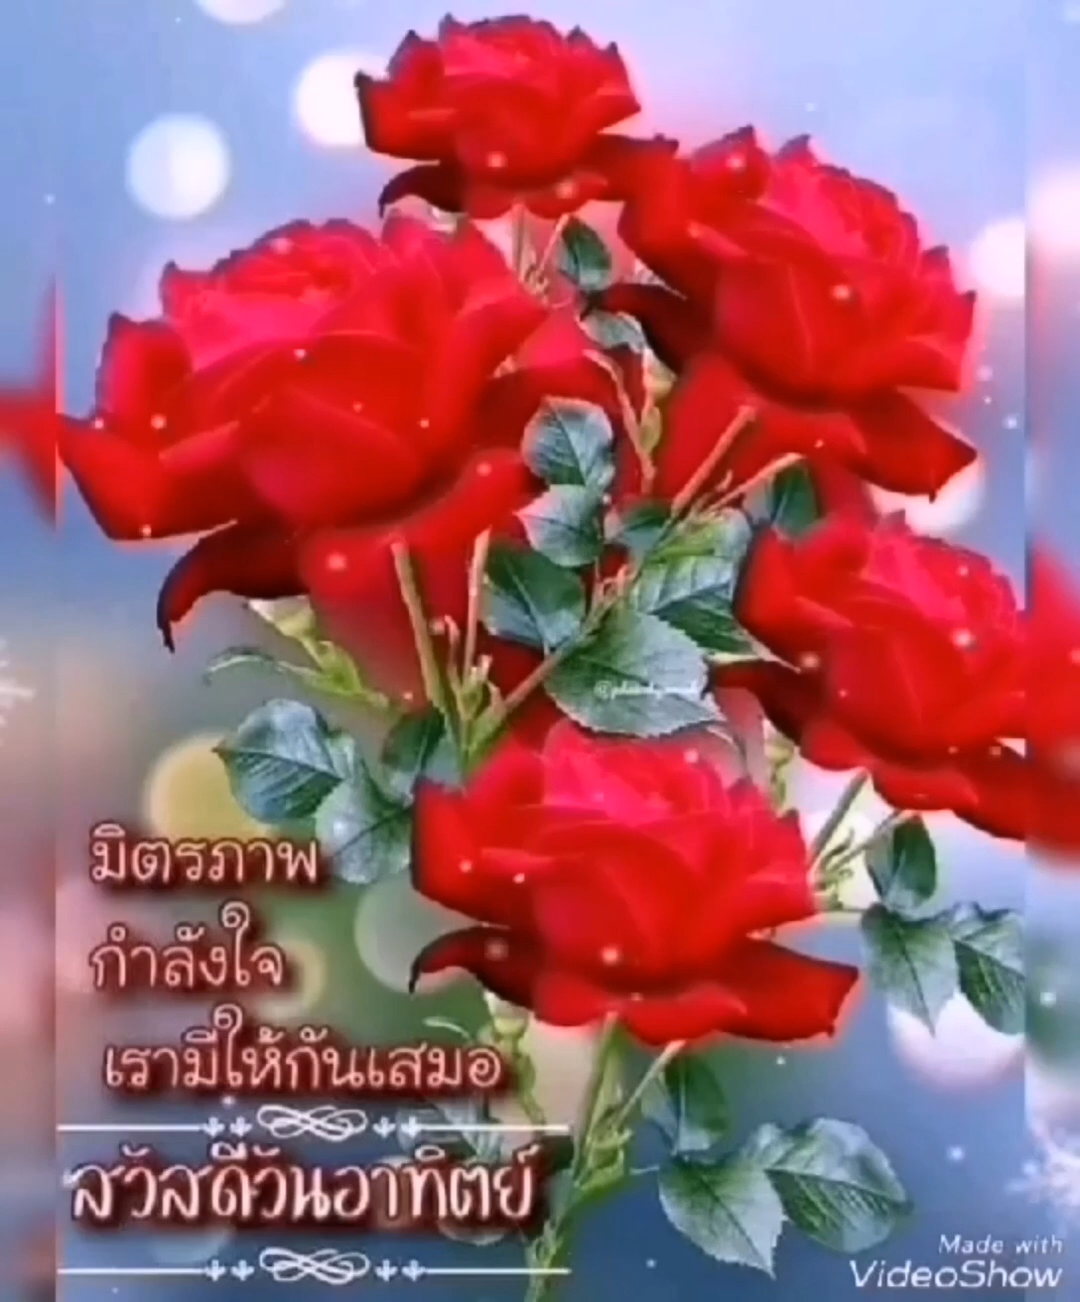 มิตรภาพ
กำลังใจ
เรามีให้กันเสมอ
สวัสดีวันอาทิตย์
Made with
VideoShow